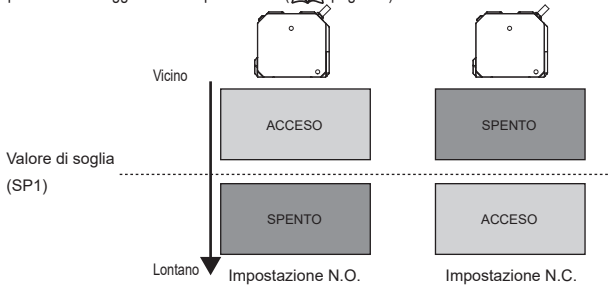 Vicino
ACCESO
SPENTO
Valore di soglia
(SP1)
SPENTO
ACCESO
Lontano
Impostazione N.O.
Impostazione N.C.